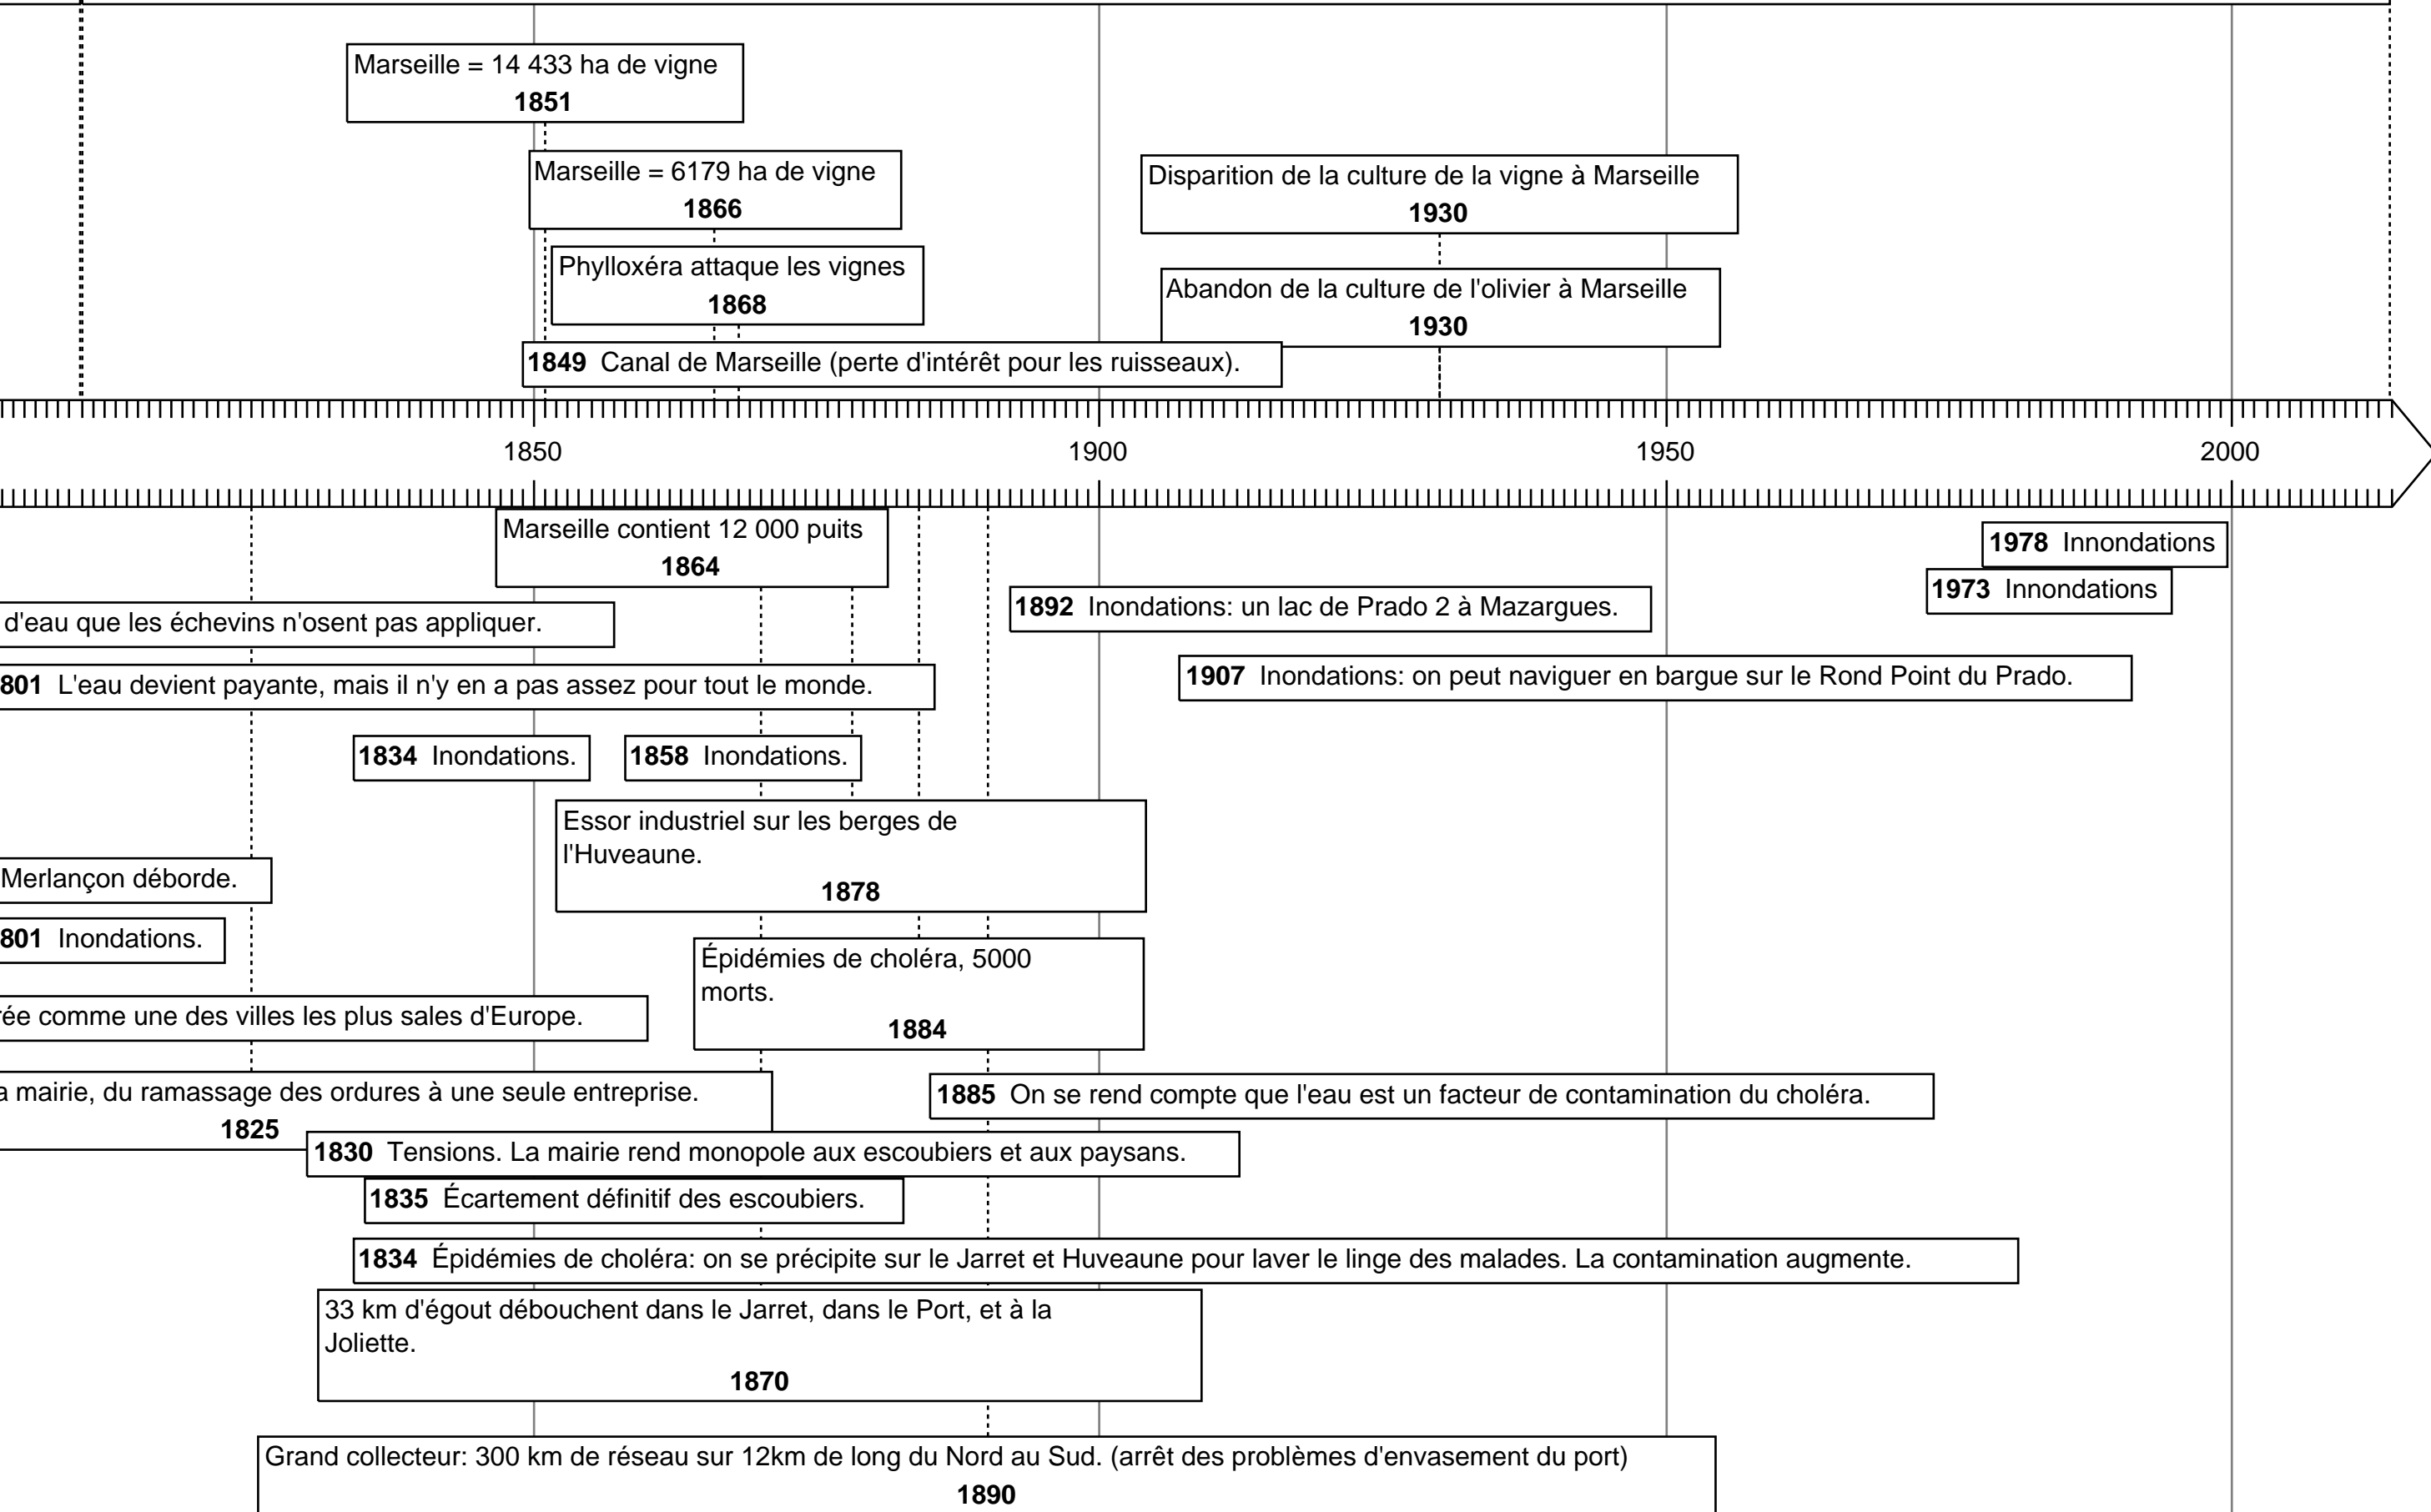 Marseille = 14 433 ha de vigne
1851
Marseille = 6179 ha de vigne
1866
Disparition de la culture de la vigne à Marseille
1930
Phylloxéra attaque les vignes
1868
Abandon de la culture de l'olivier à Marseille
1930
1849 Canal de Marseille (perte d'intérêt pour les ruisseaux).
1850 1900 1950 2000
Marseille contient 12 000 puits
1864
1978 Innondations
1973 Innondations
1892 Inondations: un lac de Prado 2 à Mazargues.
d'eau que les échevins n'osent pas appliquer.
801 L'eau devient payante, mais il n'y en a pas assez pour tout le monde.
1907 Inondations: on peut naviguer en bargue sur le Rond Point du Prado.
1834 Inondations.
1858 Inondations.
Essor industriel sur les berges de
l'Huveaune.
1878
Merlançon déborde.
801 Inondations.
Épidémies de choléra, 5000
morts.
1884
rée comme une des villes les plus sales d'Europe.
a mairie, du ramassage des ordures à une seule entreprise.
1825
1885 On se rend compte que l'eau est un facteur de contamination du choléra.
1830 Tensions. La mairie rend monopole aux escoubiers et aux paysans.
1835 Écartement définitif des escoubiers.
1834 Épidémies de choléra: on se précipite sur le Jarret et Huveaune pour laver le linge des malades. La contamination augmente.
33 km d'égout débouchent dans le Jarret, dans le Port, et à la
Joliette.
1870
Grand collecteur: 300 km de réseau sur 12km de long du Nord au Sud. (arrêt des problèmes d'envasement du port)
1890